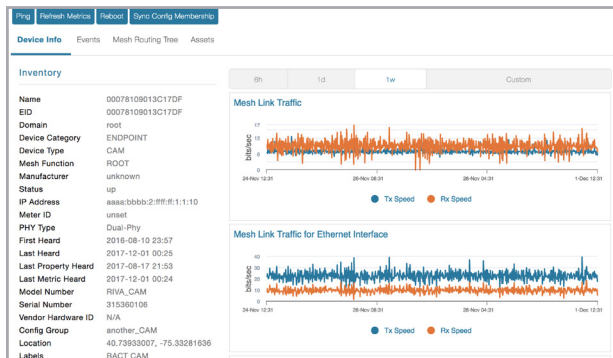 Ping Refresh Metrics Reboot Sync Config Membership
Device Info Events Mesh Routing Tree Assets
Inventory
Name 00078109013C17DF
EID 00078109013C17DF
Domain root
Device Category ENDPOINT
Device Type CAM
Mesh Function ROOT
Manufacturer unknown
Status up
IP Address aaaa:bbbb:2:ffff:ff:1:1:10
Meter ID unset
PHY Type Dual-Phy
First Heard 2016-08-10 23:57
Last Heard 2017-12-01 00:25
Last Property Heard 2017-08-17 21:53
Last Metric Heard 2017-12-01 00:24
Model Number RIVA_CAM
Serial Number 315360106
Vendor Hardware ID N/A
Config Group another_CAM
Location 40.73933007, -75.33281636
Labels BACT CAM
6h 1d 1w Custom
Mesh Link Traffic
bits/sec
17
0
24-Nov 12:31 26-Nov 08:31 28-Nov 04:31 1-Dec 12:31
Tx Speed Rx Speed
Mesh Link Traffic for Ethernet Interface
bits/sec
40
30
20
10
0
24-Nov 12:31 26-Nov 08:31 28-Nov 04:31 1-Dec 12:31
Tx Speed Rx Speed